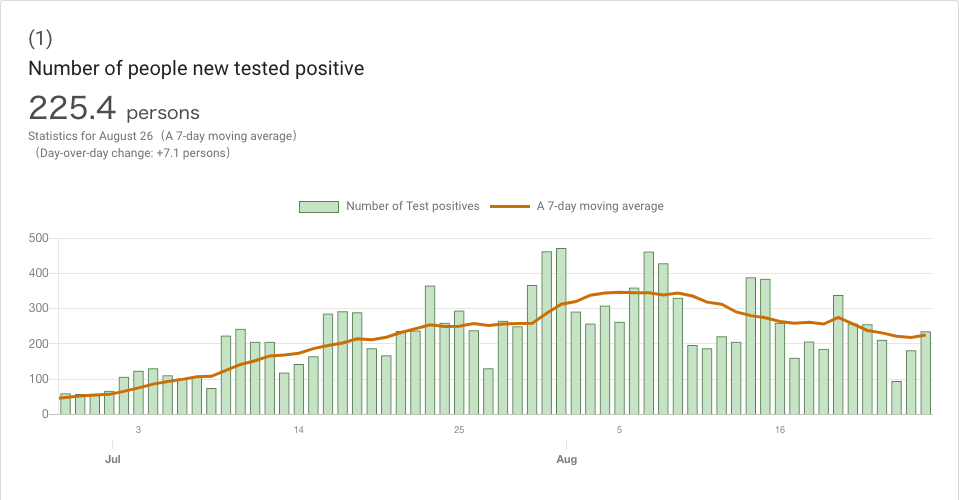 (1)
Number of people new tested positive
225.4 persons
Statistics for August 26（A 7-day moving average）
（Day-over-day change: +7.1 persons）
Number of Test positives A 7-day moving average
500
400
300
200
100
0
3 14 25 5 16
Jul Aug